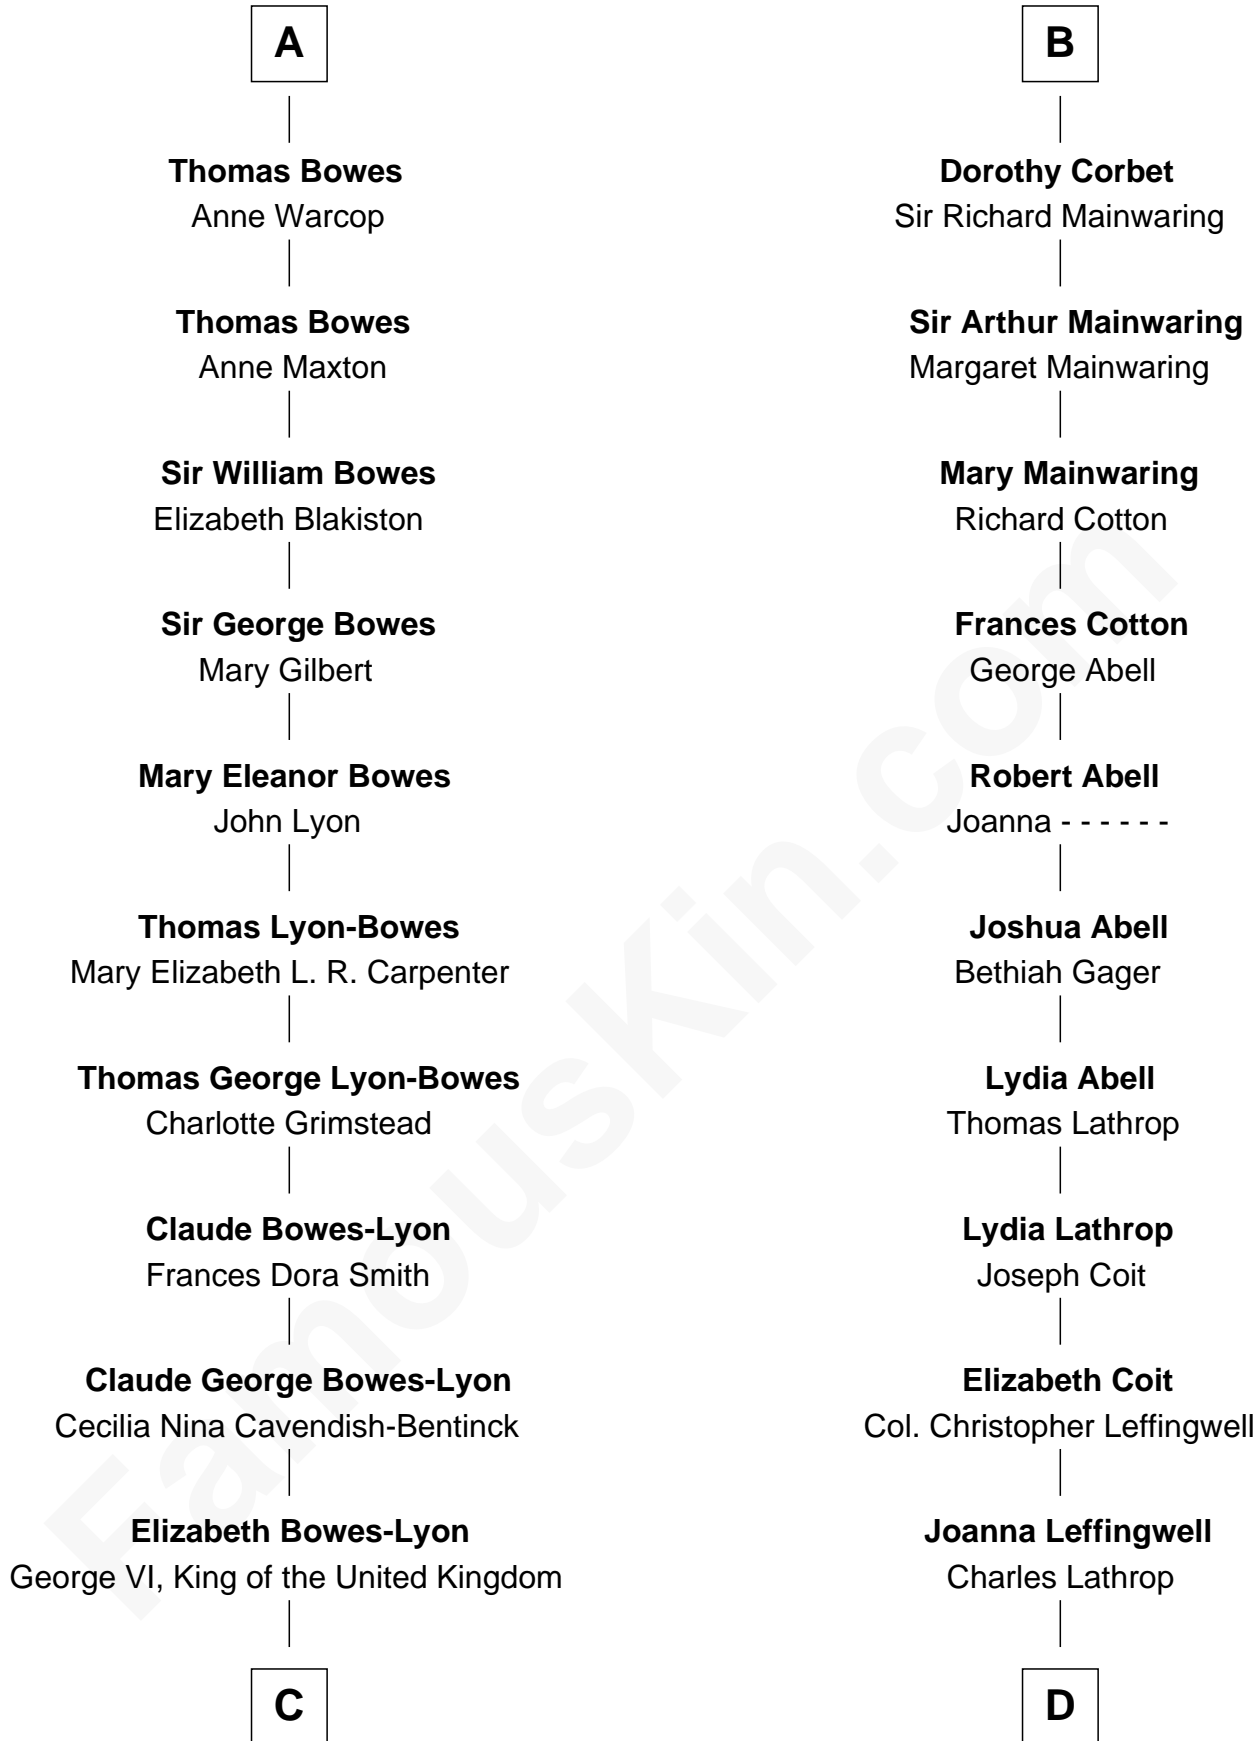 A
Thomas Bowes
Anne Warcop
Thomas Bowes
Anne Maxton
Sir William Bowes
Elizabeth Blakiston
Sir George Bowes
Mary Gilbert
Mary Eleanor Bowes
John Lyon
Thomas Lyon-Bowes
Mary Elizabeth L. R. Carpenter
Thomas George Lyon-Bowes
Charlotte Grimstead
Claude Bowes-Lyon
Frances Dora Smith
Claude George Bowes-Lyon
Cecilia Nina Cavendish-Bentinck
Elizabeth Bowes-Lyon
George VI, King of the United Kingdom
C
B
Dorothy Corbet
Sir Richard Mainwaring
Sir Arthur Mainwaring
Margaret Mainwaring
Mary Mainwaring
Richard Cotton
Frances Cotton
George Abell
Robert Abell
Joanna - - - - - -
Joshua Abell
Bethiah Gager
Lydia Abell
Thomas Lathrop
Lydia Lathrop
Joseph Coit
Elizabeth Coit
Col. Christopher Leffingwell
Joanna Leffingwell
Charles Lathrop
D
FamousKin.com